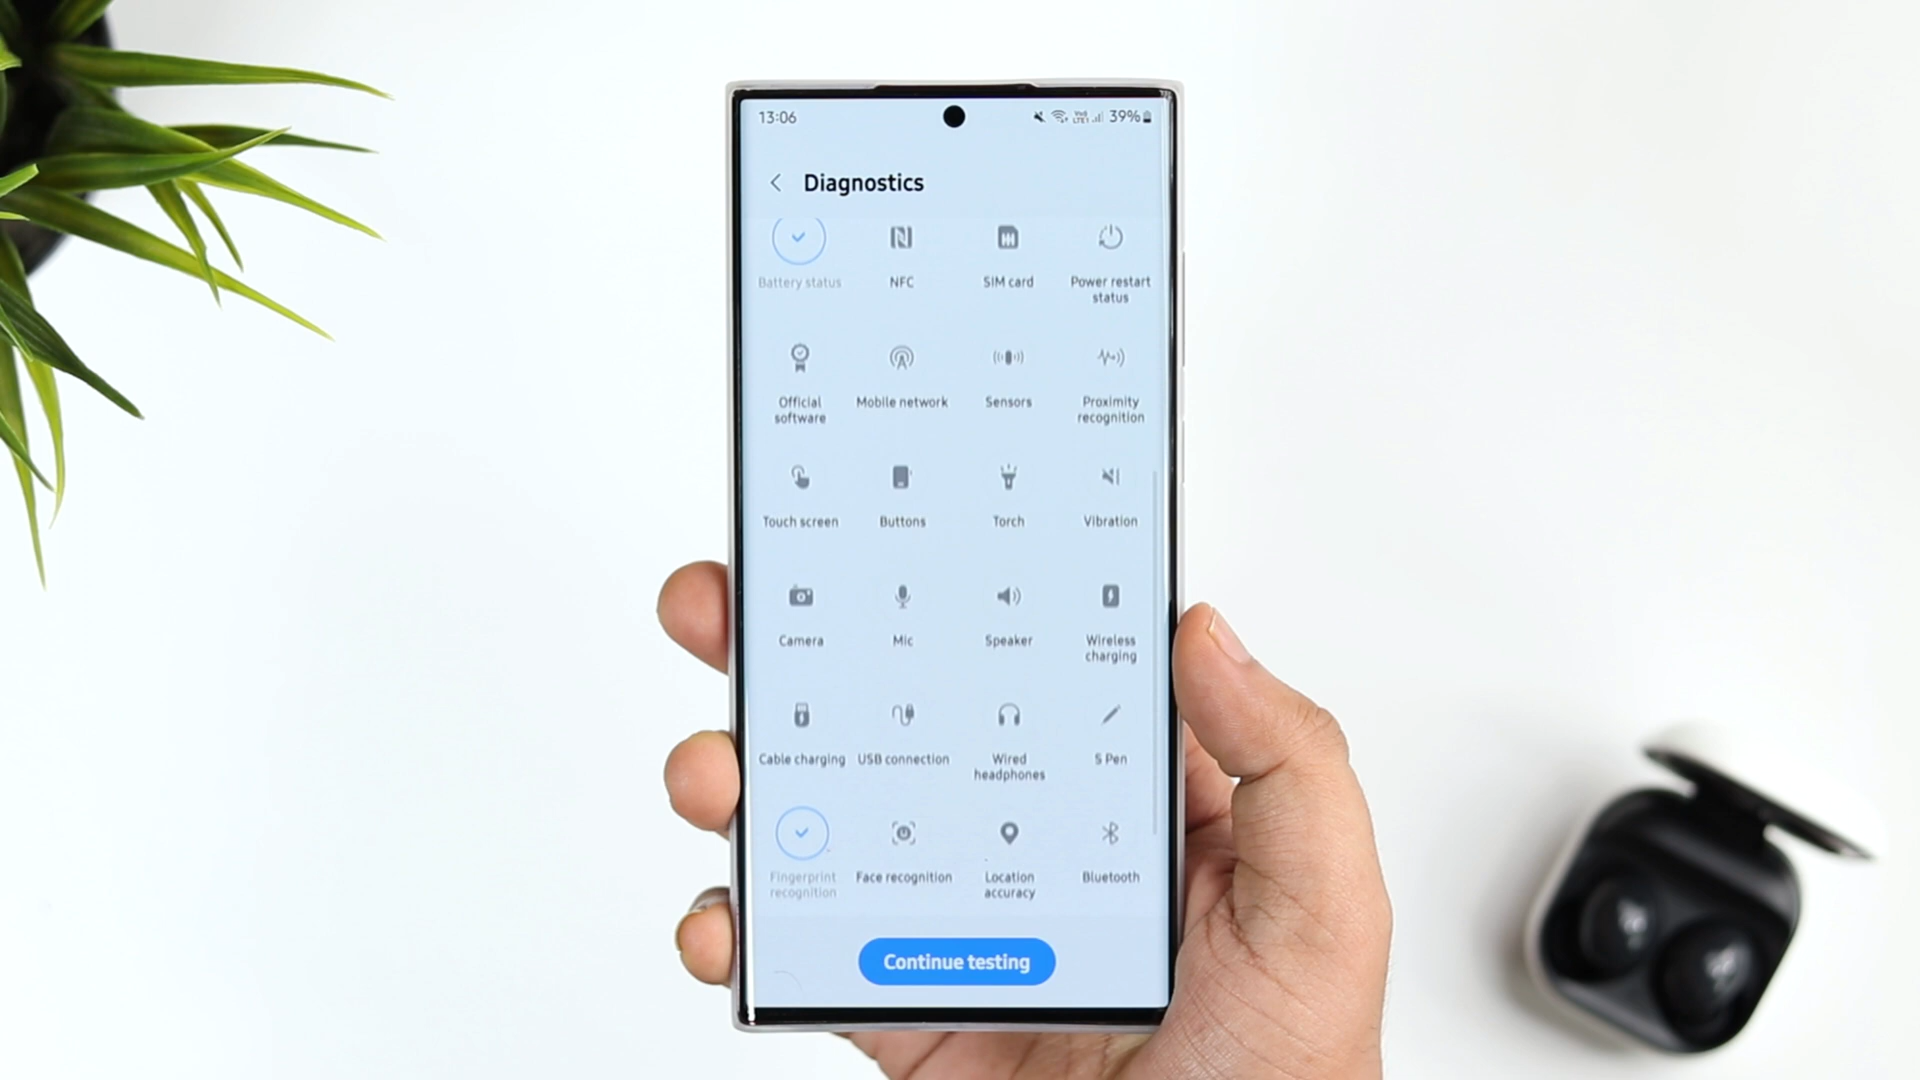 13:06
Vo)) LTE1 39%
Diagnostics
Battery status NFC SIM card Power restart
status
Official Mobile network Sensors Proximity
software recognition
Touch screen Buttons Torch Vibration
Camera Mic Speaker Wireless
charging
Cable charging USB connection Wired S Pen
headphones
Fingerprint Face recognition Location Bluetooth
recognition accuracy
Continue testing